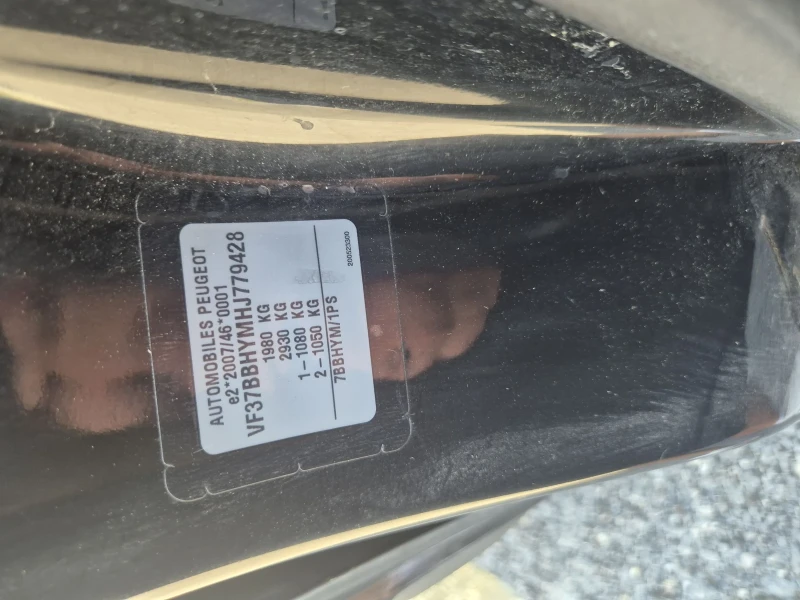 AUTOMOBILES PEUGEOT
e2*2007/46*0001
VF37BBHYMHJ779428
1980 KG
2930 KG
1-1080 KG
2-1050 KG
7BBHYM/1PS
200523300